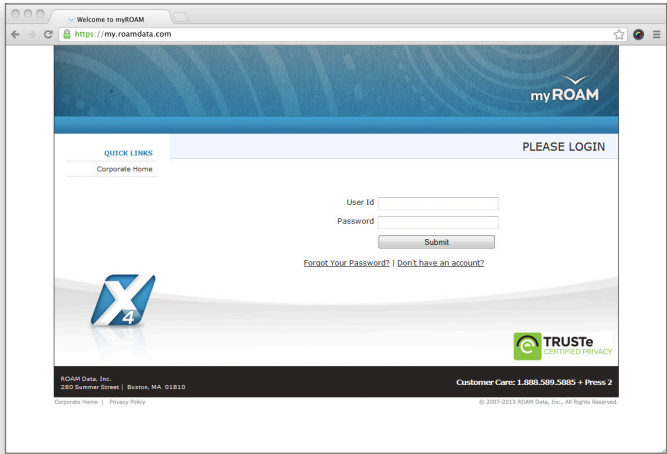 Welcome to myROAM
https://my.roamdata.com
myROAM
QUICK LINKS
PLEASE LOGIN
Corporate Home
User Id
Password
Submit
Forgot Your Password? | Don't have an account?
X4
TRUSTe
CERTIFIED PRIVACY
ROAM Data, Inc.
280 Summer Street | Boston, MA 01810
Customer Care: 1.888.589.5885 + Press 2
Corporate Home | Privacy Policy
© 2007-2013 ROAM Data, Inc., All Rights Reserved.